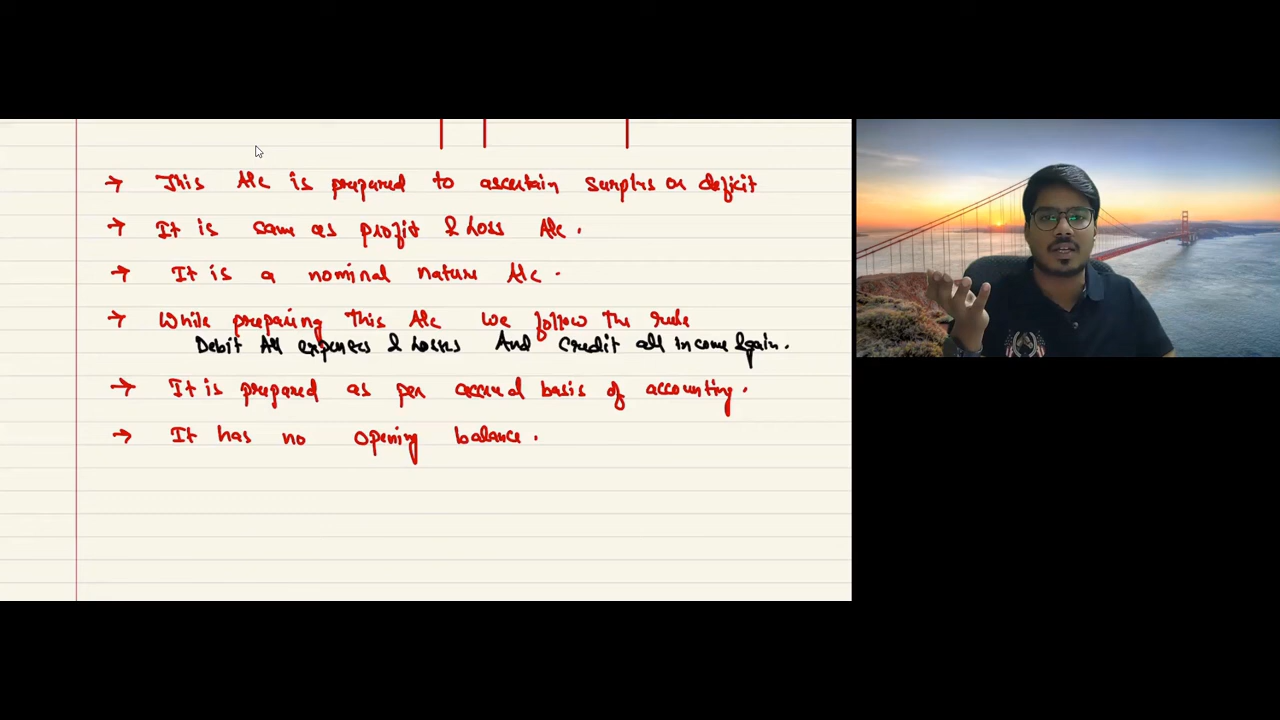 → This A/c is prepared to ascertain surplus or deficit
→ It is same as profit & Loss A/c.
→ It is a nominal nature A/c.
→ While preparing this A/c we follow the rule
Debit All expenses & Losses And Credit all income & gain.
→ It is prepared as per accrual basis of accounting.
→ It has no opening balance.